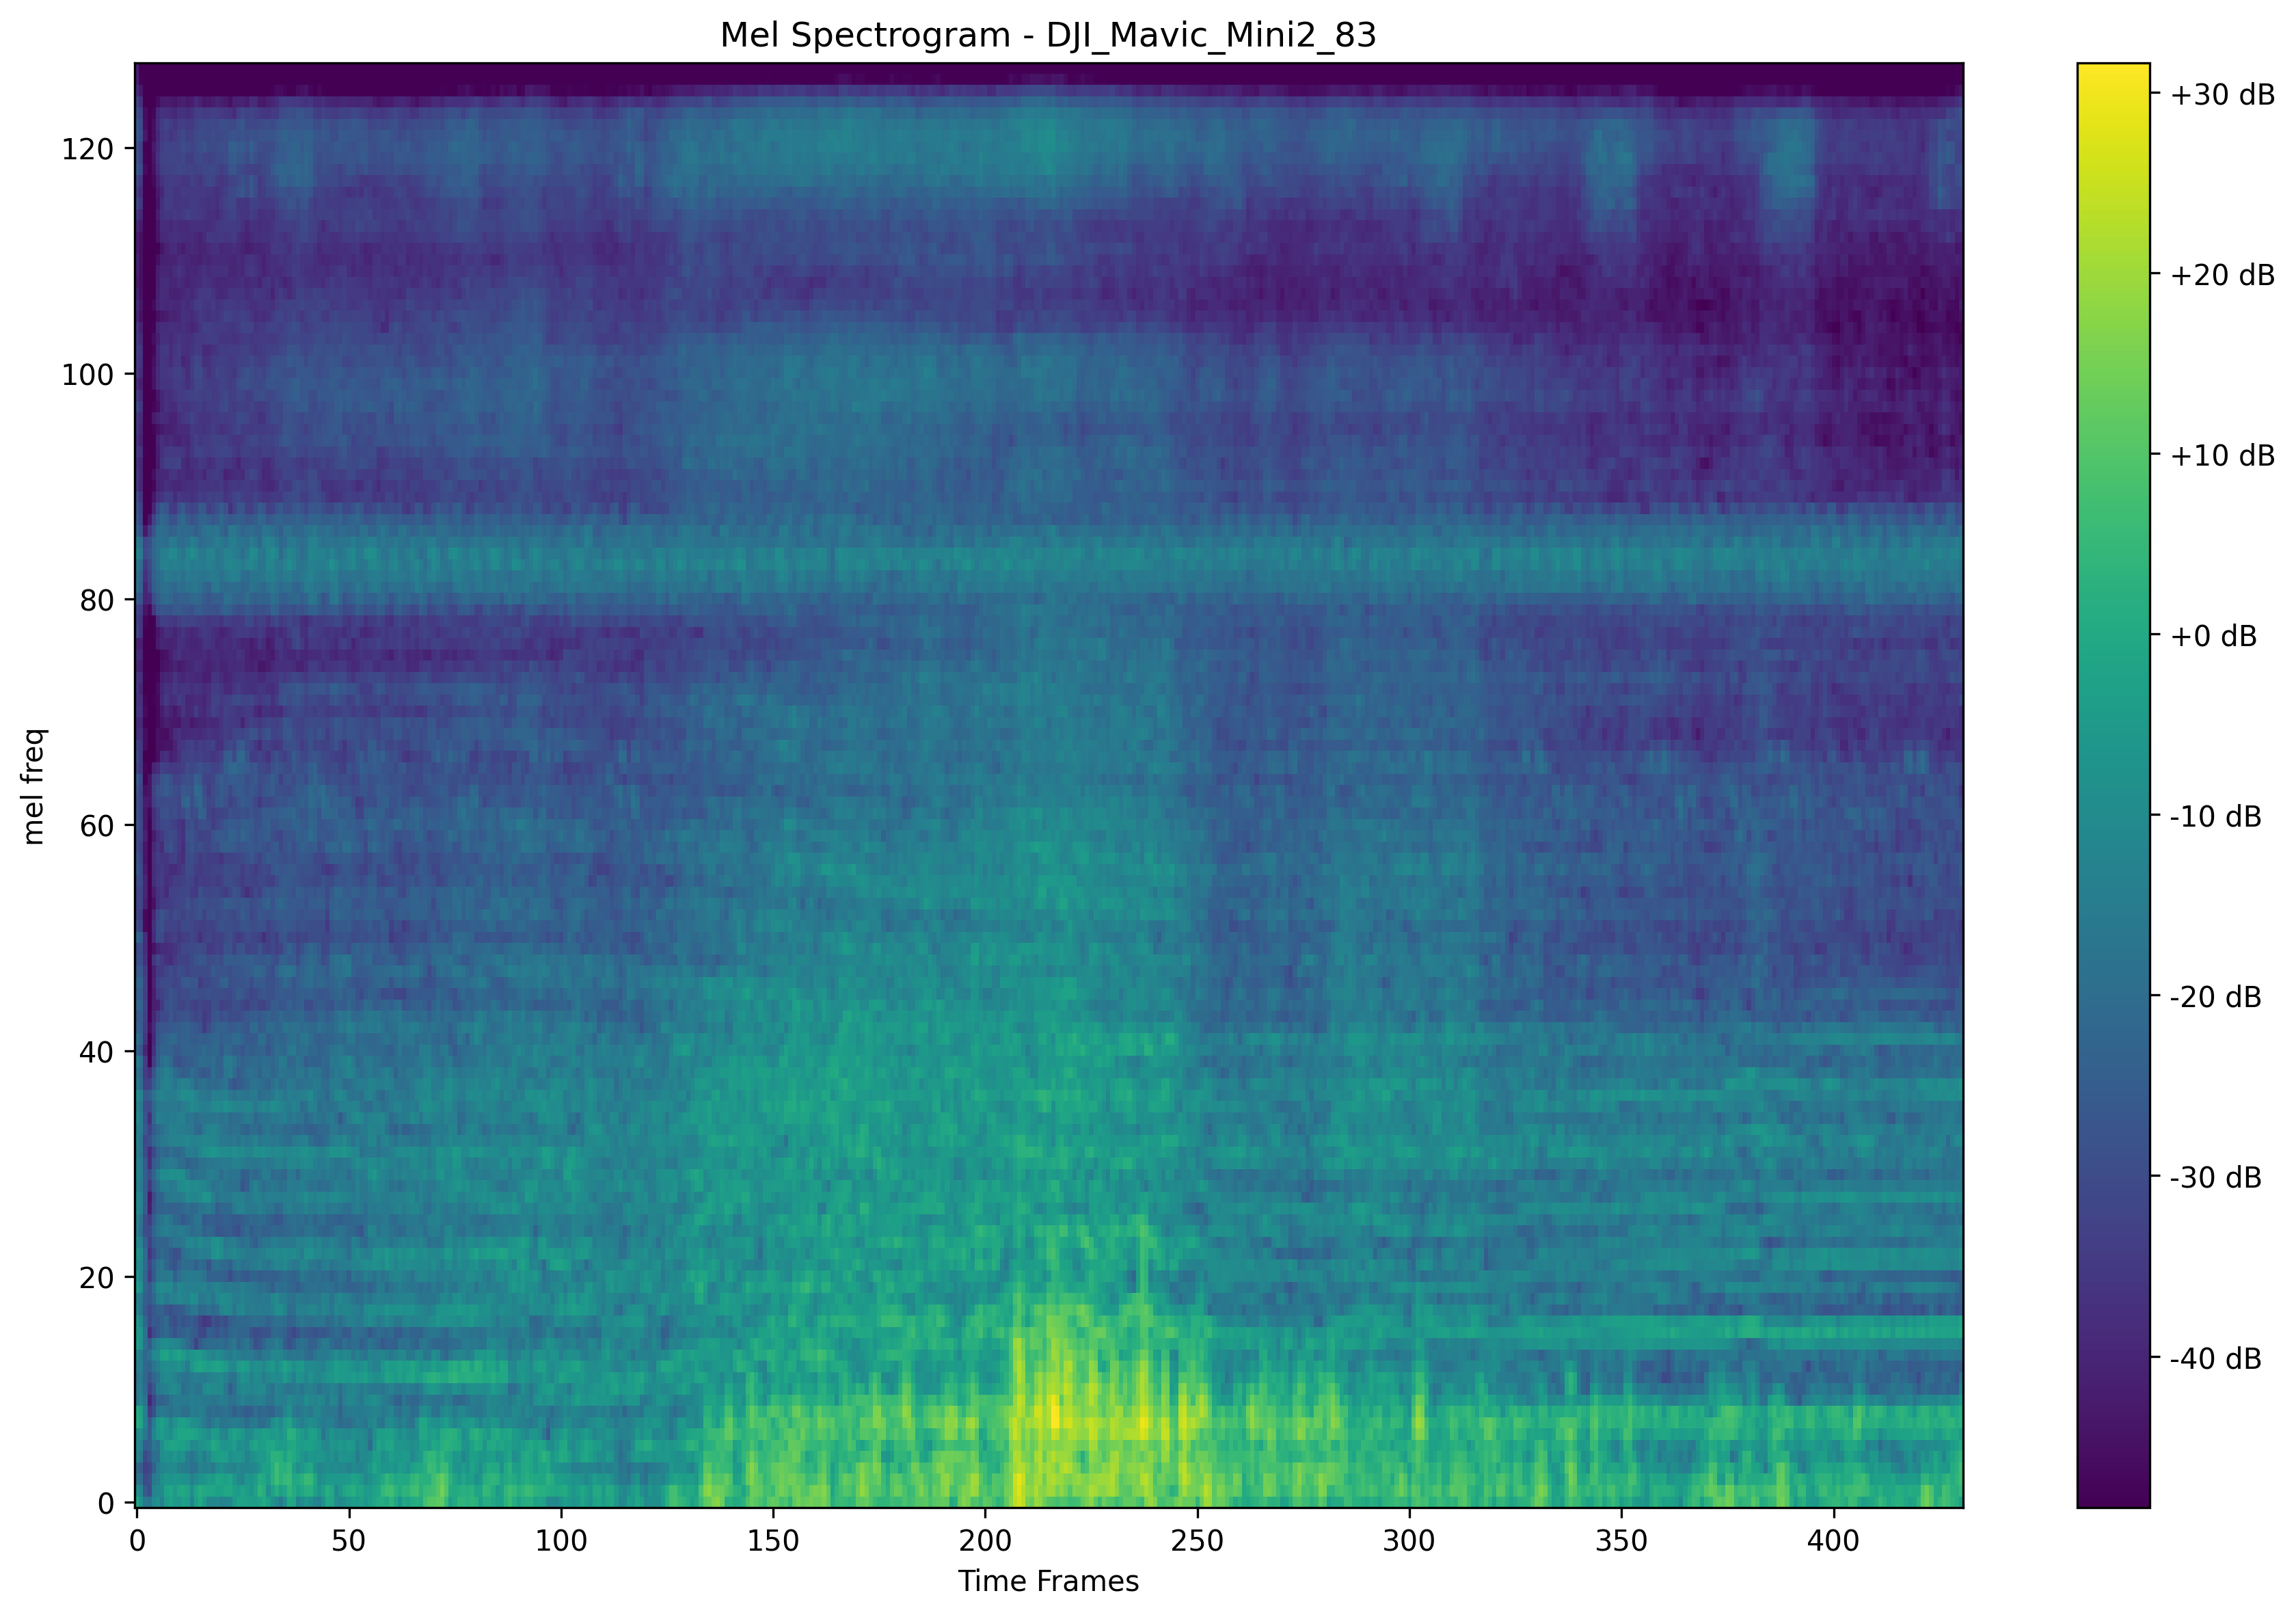 Mel Spectrogram - DJI_Mavic_Mini2_83
mel freq
120
100
80
60
40
20
0
0 50 100 150 200 250 300 350 400
Time Frames
+30 dB
+20 dB
+10 dB
+0 dB
-10 dB
-20 dB
-30 dB
-40 dB